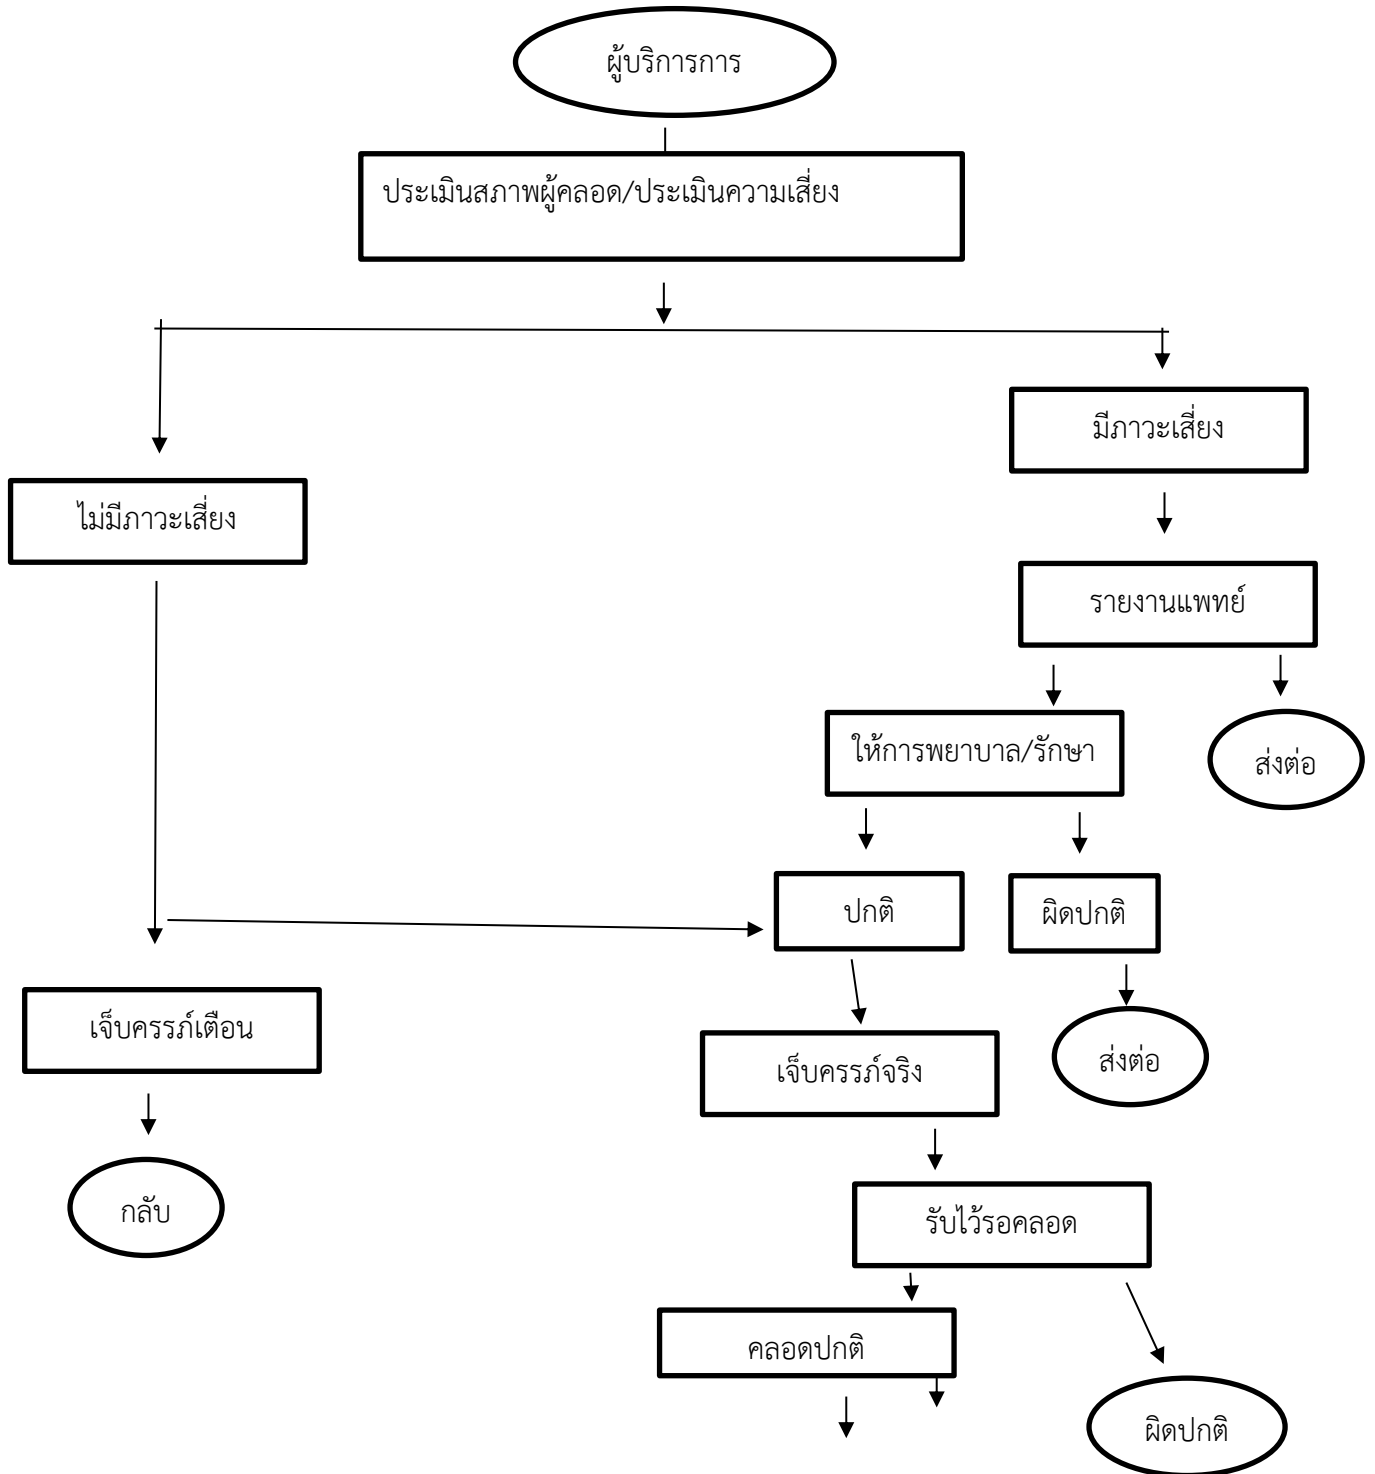 ผู้บริการการ
ประเมินสภาพผู้คลอด/ประเมินความเสี่ยง
มีภาวะเสี่ยง
ไม่มีภาวะเสี่ยง
รายงานแพทย์
ให้การพยาบาล/รักษา
ส่งต่อ
ปกติ
ผิดปกติ
เจ็บครรภ์เตือน
เจ็บครรภ์จริง
ส่งต่อ
กลับ
รับไว้รอคลอด
คลอดปกติ
ผิดปกติ